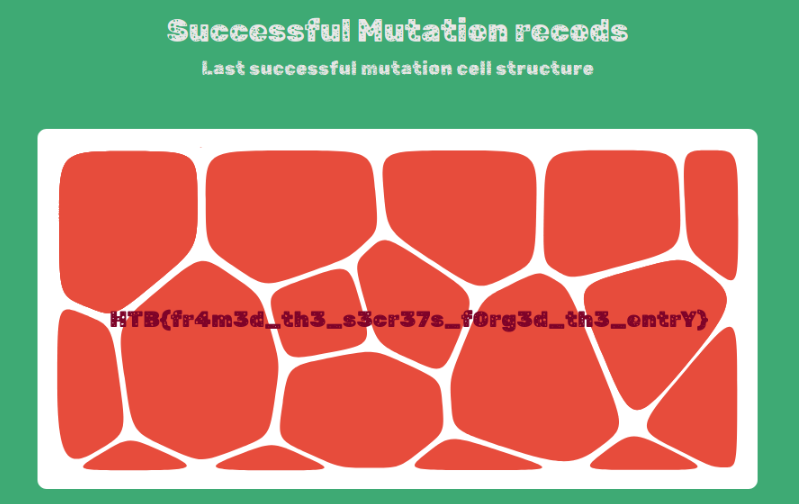 Successful Mutation recods
Last successful mutation cell structure
HTB{fr4m3d_th3_s3cr37s_f0rg3d_th3_entrY}